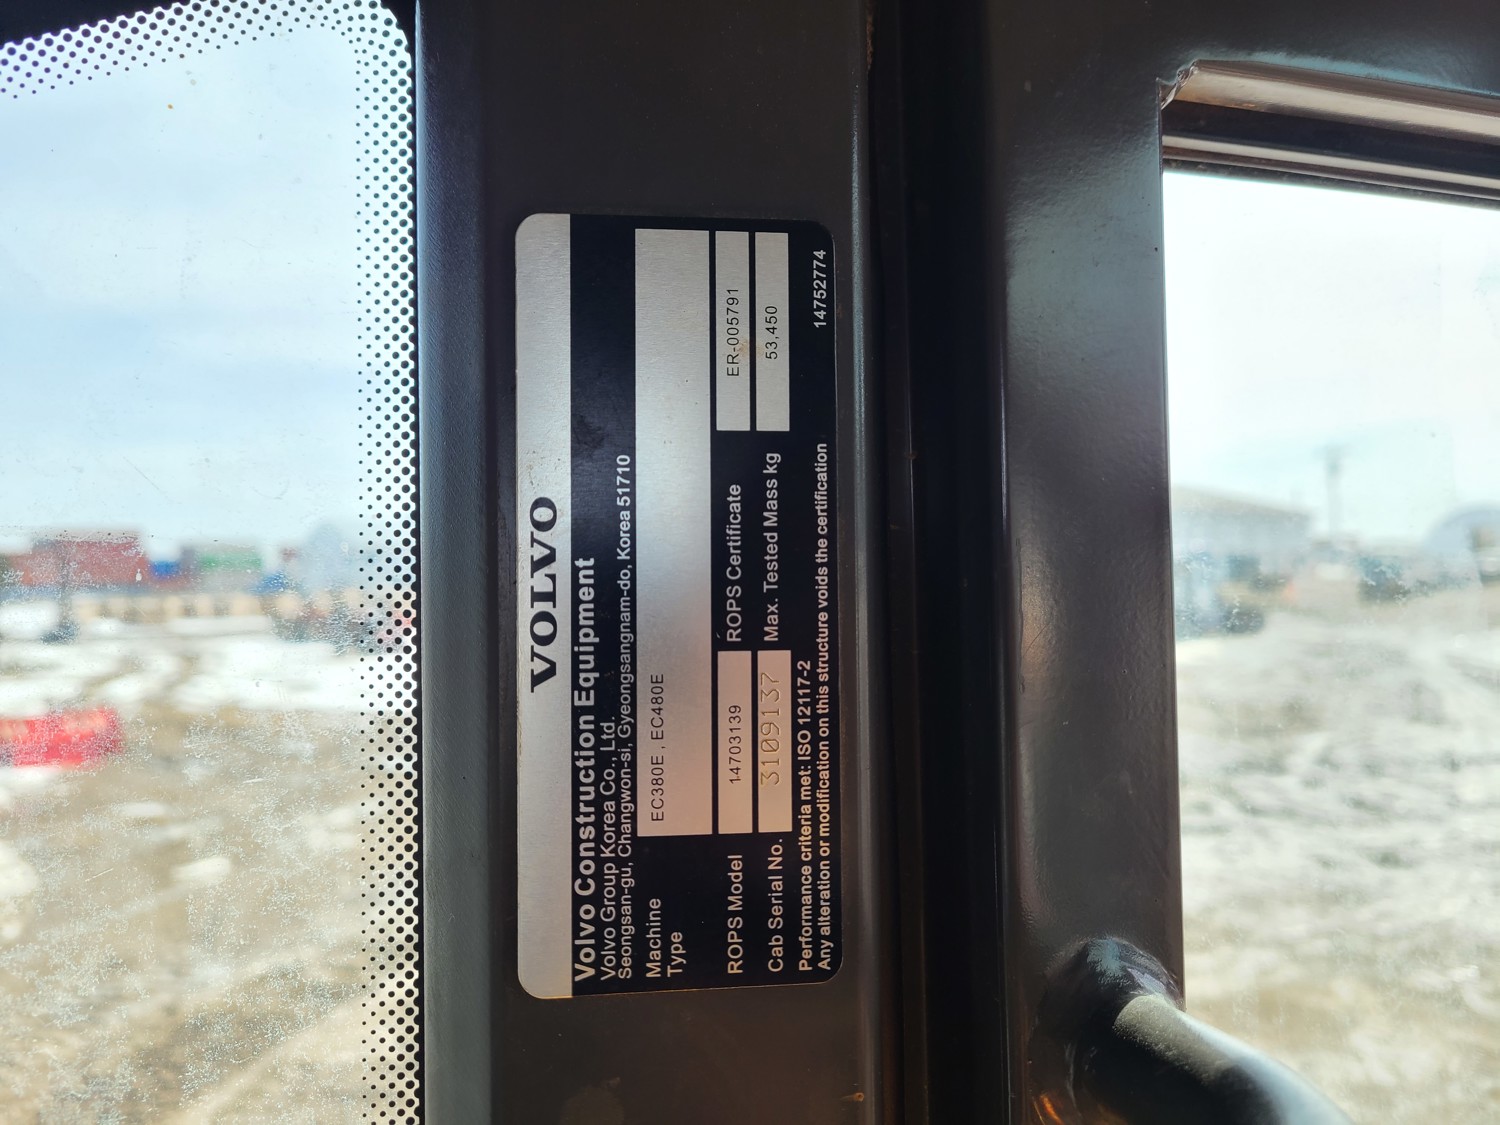 VOLVO
Volvo Construction Equipment
Volvo Group Korea Co., Ltd.
Seongsan-gu, Changwon-si, Gyeongsangnam-do, Korea 51710
Machine Type EC380E , EC480E
ROPS Model 14703139 ROPS Certificate ER-005791
Cab Serial No. 3109137 Max. Tested Mass kg 53,450
Performance criteria met: ISO 12117-2
Any alteration or modification on this structure voids the certification 14752774